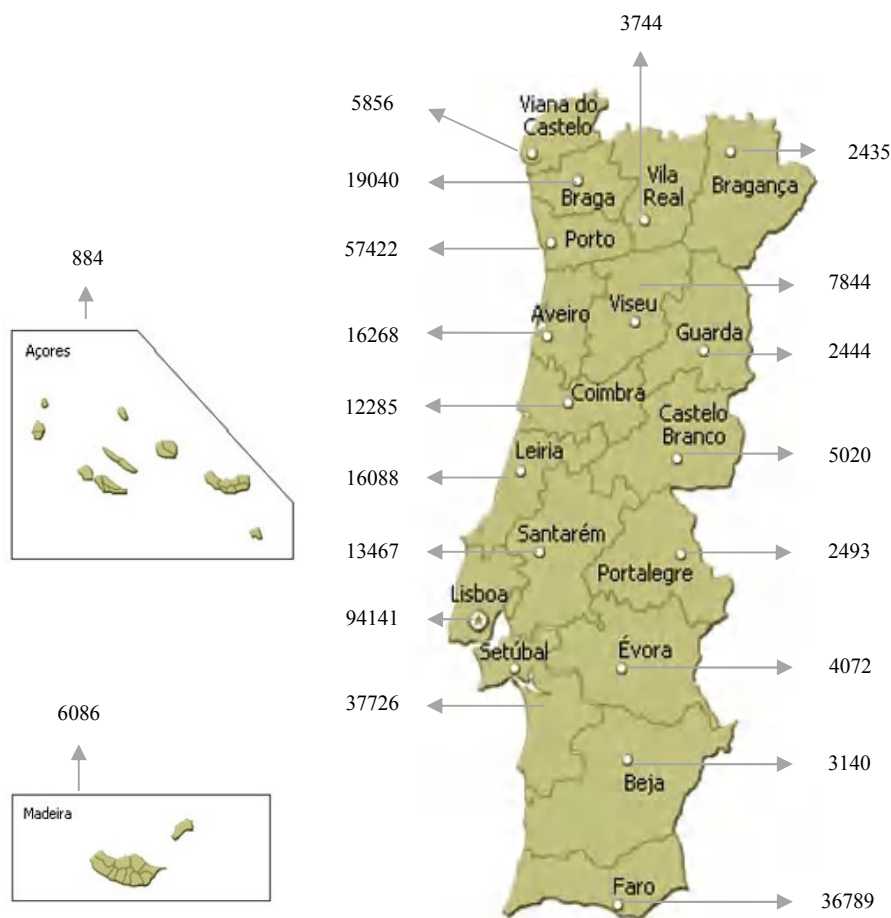 3744
5856
Viana do
Castelo
2435
19040
Braga
Vila
Real
Bragança
57422
Porto
884
7844
Aveiro
Viseu
16268
Guarda
2444
Açores
12285
Coimbra
Castelo
Branco
5020
Leiria
16088
13467
Santarém
2493
Portalegre
Lisboa
94141
Setúbal
Évora
4072
37726
6086
3140
Beja
Madeira
Faro
36789